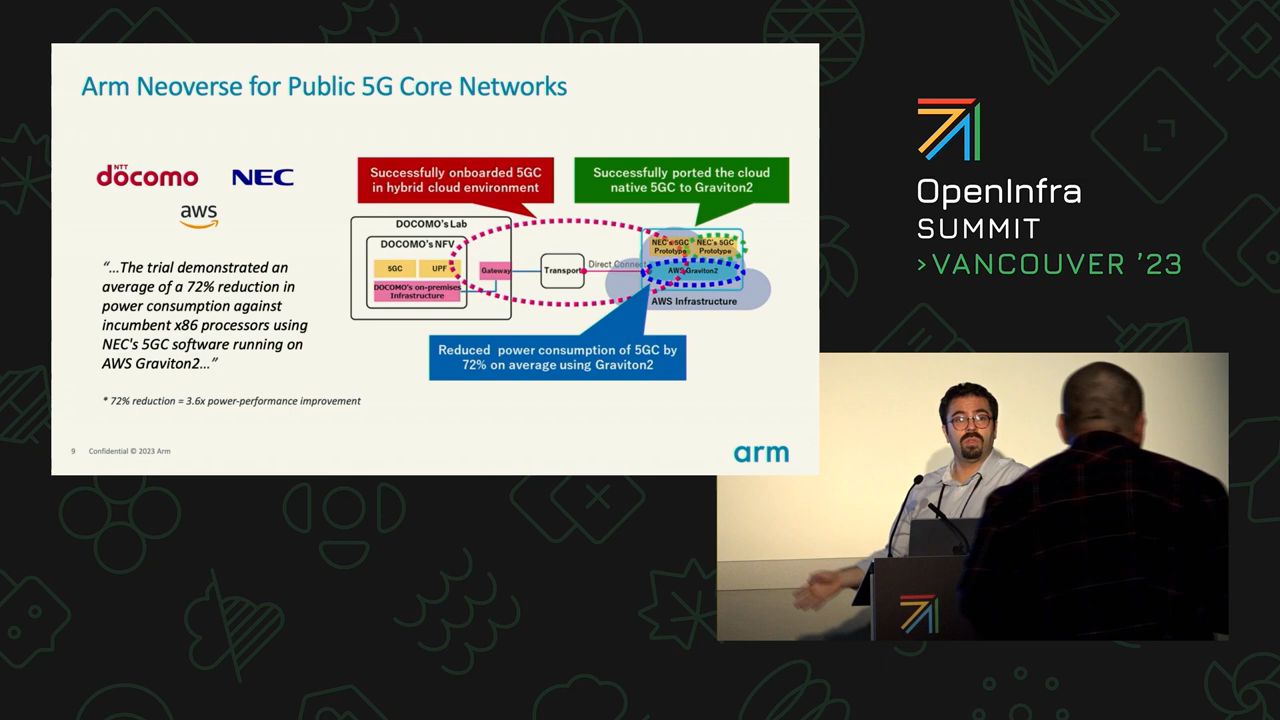 Arm Neoverse for Public 5G Core Networks
NTT
döcomo
NEC
aws
"...The trial demonstrated an
average of a 72% reduction in
power consumption against
incumbent x86 processors using
NEC's 5GC software running on
AWS Graviton2..."
* 72% reduction = 3.6x power-performance improvement
Successfully onboarded 5GC
in hybrid cloud environment
Successfully ported the cloud
native 5GC to Graviton2
DOCOMO's Lab
DOCOMO's NFV
5GC
UPF
DOCOMO's on-premises
Infrastructure
Gateway
Transport
Direct Connect
NEC's 5GC
Prototype
NEC's 5GC
Prototype
AWS Graviton2
AWS Infrastructure
Reduced power consumption of 5GC by
72% on average using Graviton2
9 Confidential © 2023 Arm
arm
OpenInfra
SUMMIT
>VANCOUVER '23